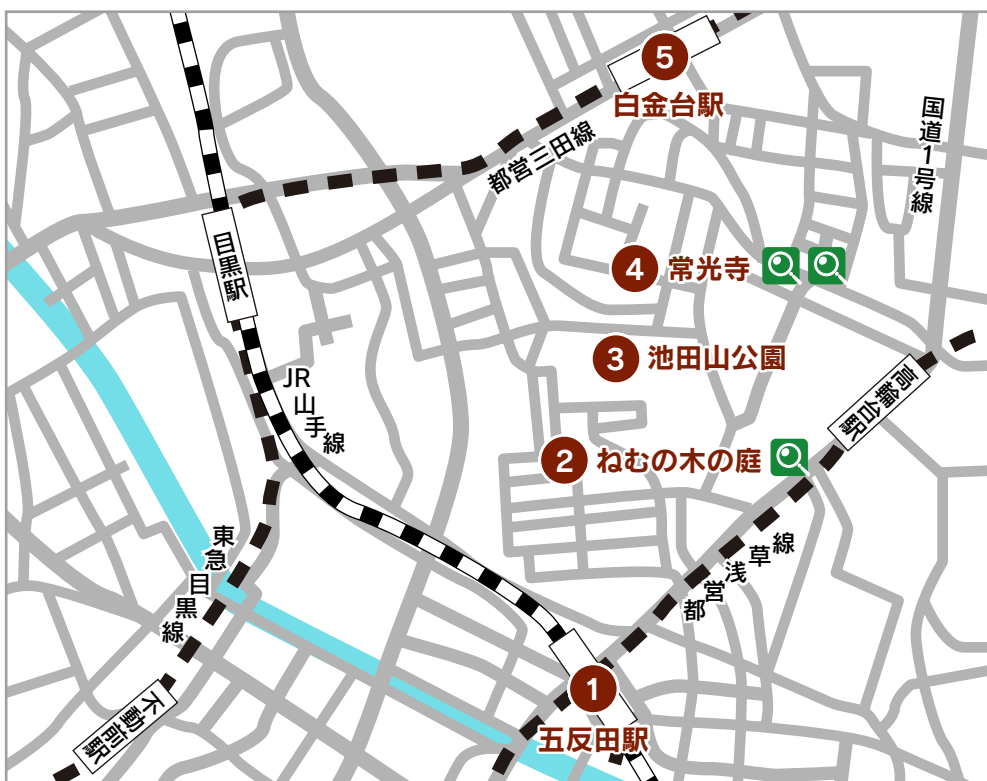 5
白金台駅
国道1号線
都営三田線
目黒駅
4 常光寺
3 池田山公園
JR山手線
高輪台駅
2 ねむの木の庭
東急目黒線
都営浅草線
不動前駅
1
五反田駅